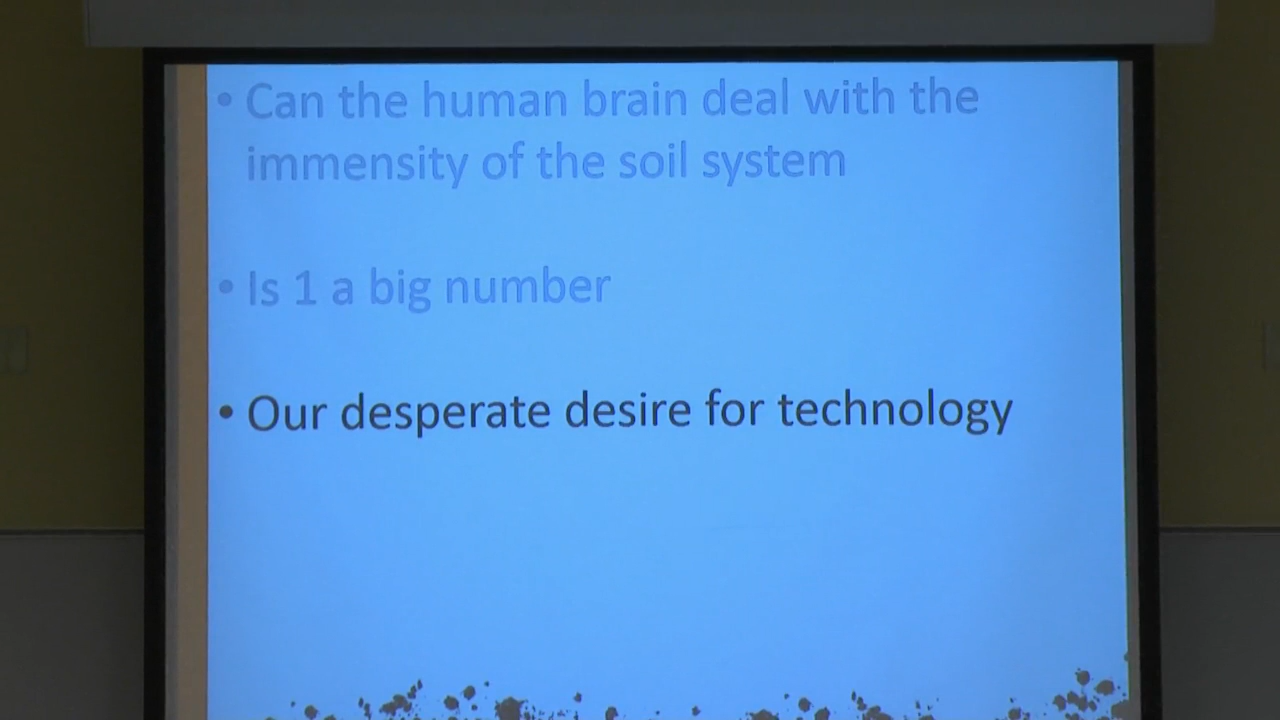 • Can the human brain deal with the
immensity of the soil system
• Is 1 a big number
• Our desperate desire for technology